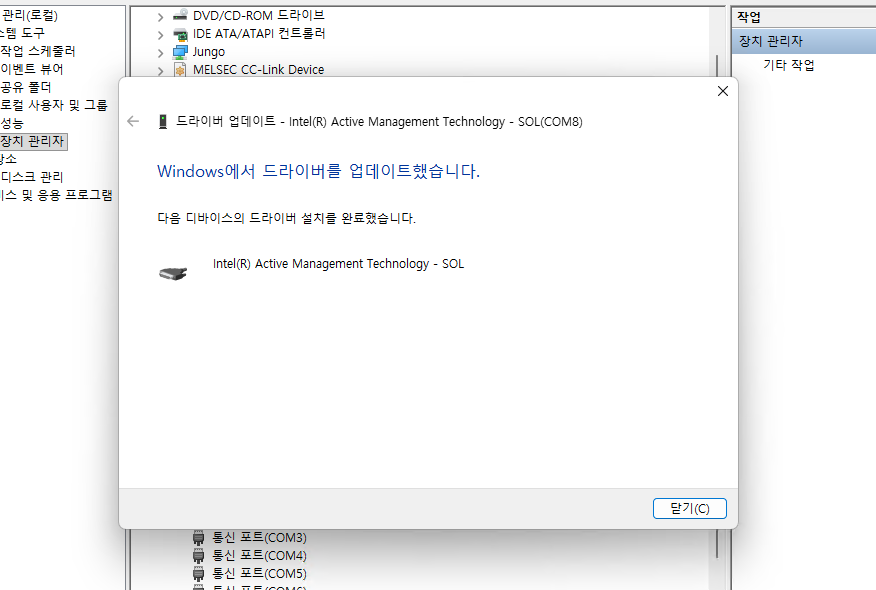 관리(로컬)
스템 도구
작업 스케줄러
이벤트 뷰어
공유 폴더
로컬 사용자 및 그룹
성능
장치 관리자
장소
디스크 관리
비스 및 응용 프로그램
DVD/CD-ROM 드라이브
IDE ATA/ATAPI 컨트롤러
Jungo
MELSEC CC-Link Device
작업
장치 관리자
기타 작업
드라이버 업데이트 - Intel(R) Active Management Technology - SOL(COM8)
Windows에서 드라이버를 업데이트했습니다.
다음 디바이스의 드라이버 설치를 완료했습니다.
Intel(R) Active Management Technology - SOL
닫기(C)
통신 포트(COM3)
통신 포트(COM4)
통신 포트(COM5)
통신 포트(COM6)